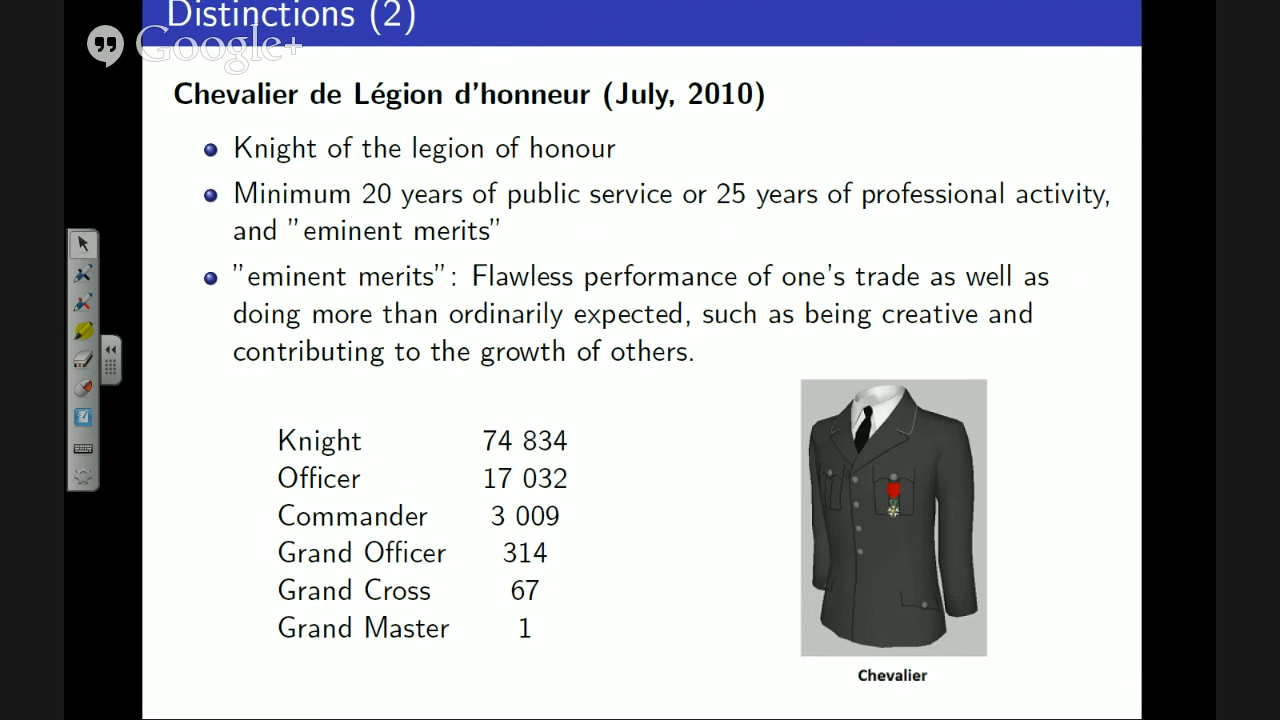 Distinctions (2)
Google+
Chevalier de Légion d'honneur (July, 2010)
Knight of the legion of honour
Minimum 20 years of public service or 25 years of professional activity,
and "eminent merits"
"eminent merits": Flawless performance of one's trade as well as
doing more than ordinarily expected, such as being creative and
contributing to the growth of others.
Knight 74 834
Officer 17 032
Commander 3 009
Grand Officer 314
Grand Cross 67
Grand Master 1
Chevalier